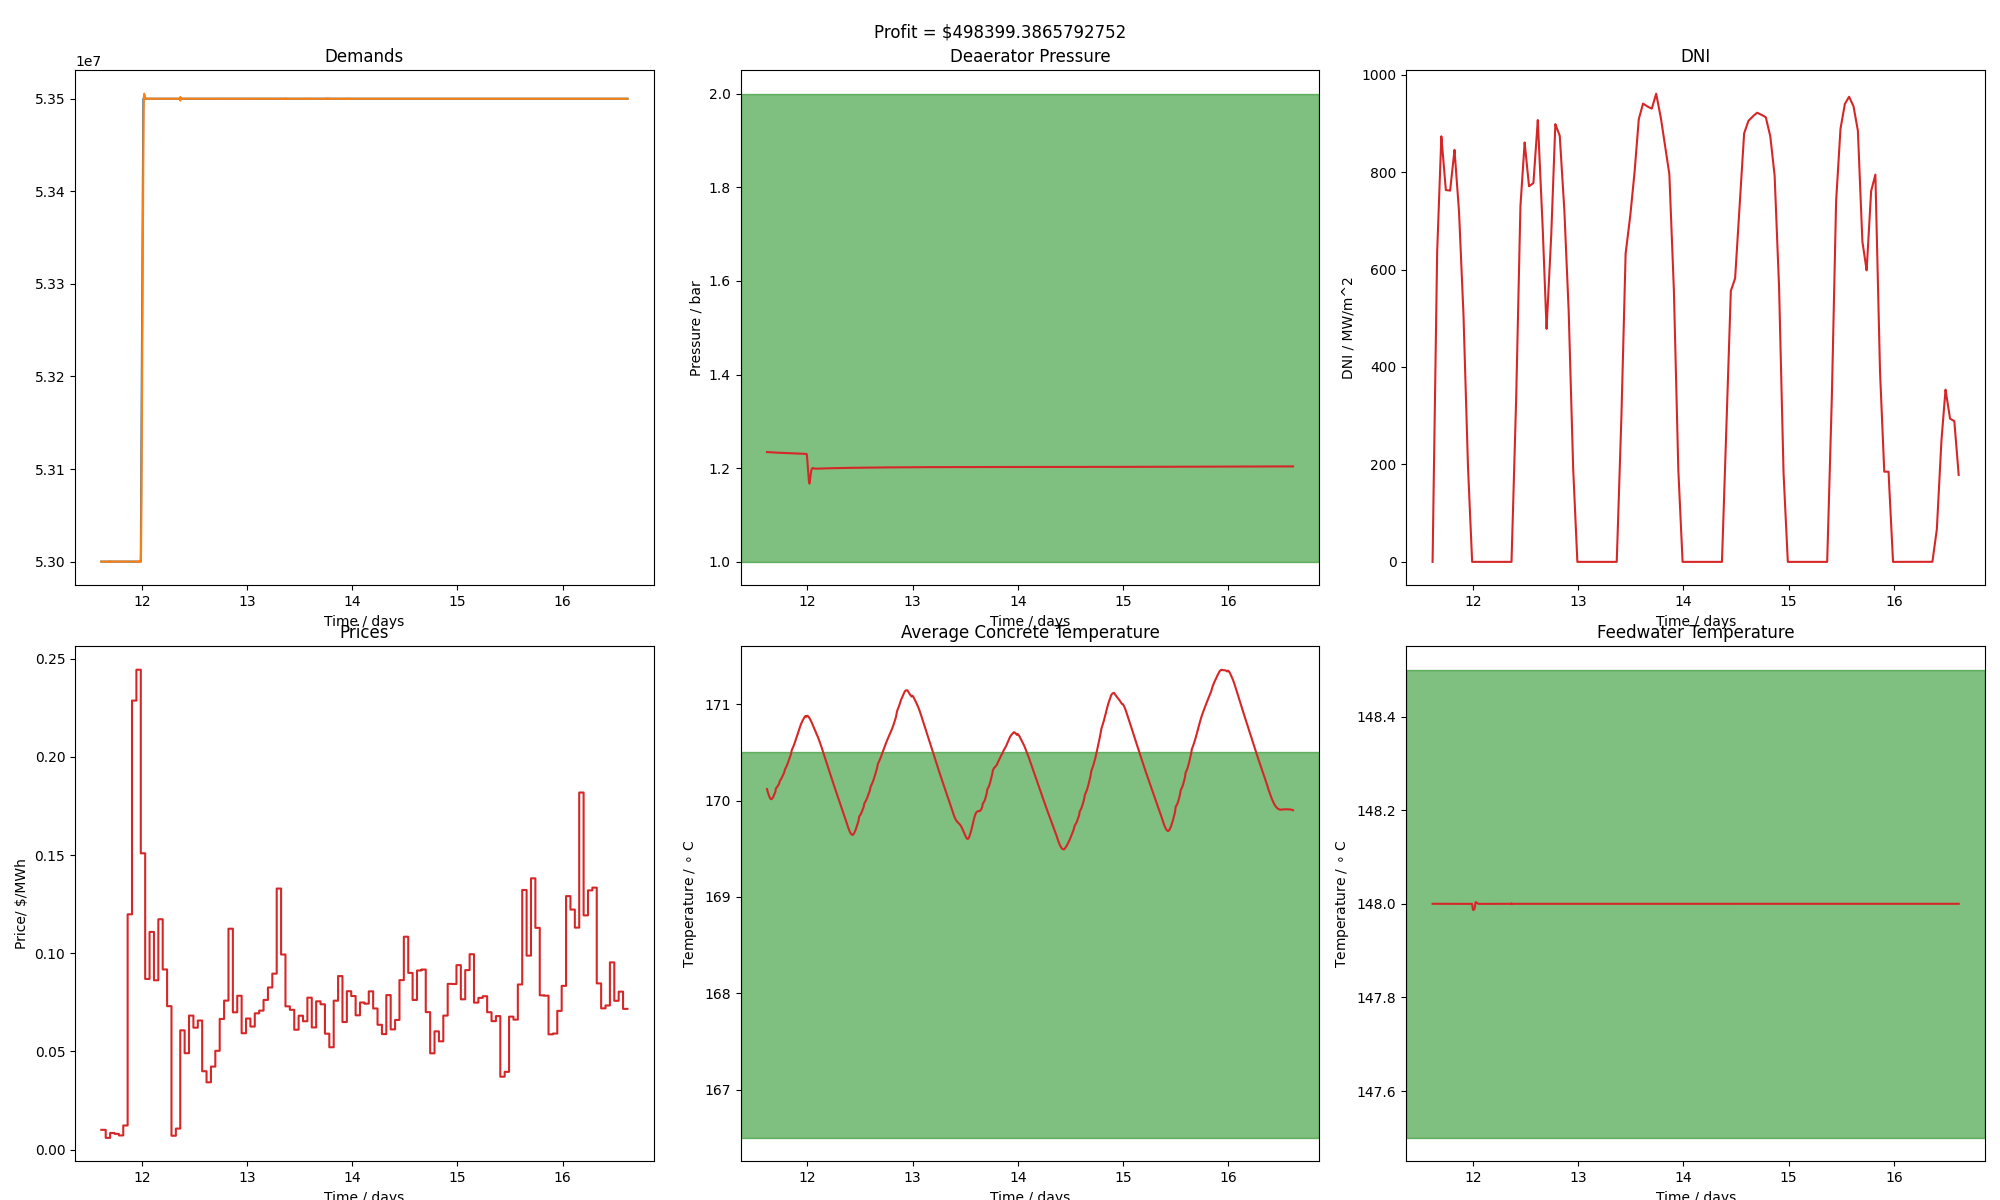 Profit = $498399.3865792752
Demands
1e7
5.35
5.34
5.33
5.32
5.31
5.30
12 13 14 15 16
Time / days
Deaerator Pressure
Pressure / bar
2.0
1.8
1.6
1.4
1.2
1.0
12 13 14 15 16
Time / days
DNI
DNI / MW/m^2
1000
800
600
400
200
0
12 13 14 15 16
Time / days
Prices
Price/ $/MWh
0.25
0.20
0.15
0.10
0.05
0.00
12 13 14 15 16
Time / days
Average Concrete Temperature
Temperature / ∘ C
171
170
169
168
167
12 13 14 15 16
Time / days
Feedwater Temperature
Temperature / ∘ C
148.4
148.2
148.0
147.8
147.6
12 13 14 15 16
Time / days